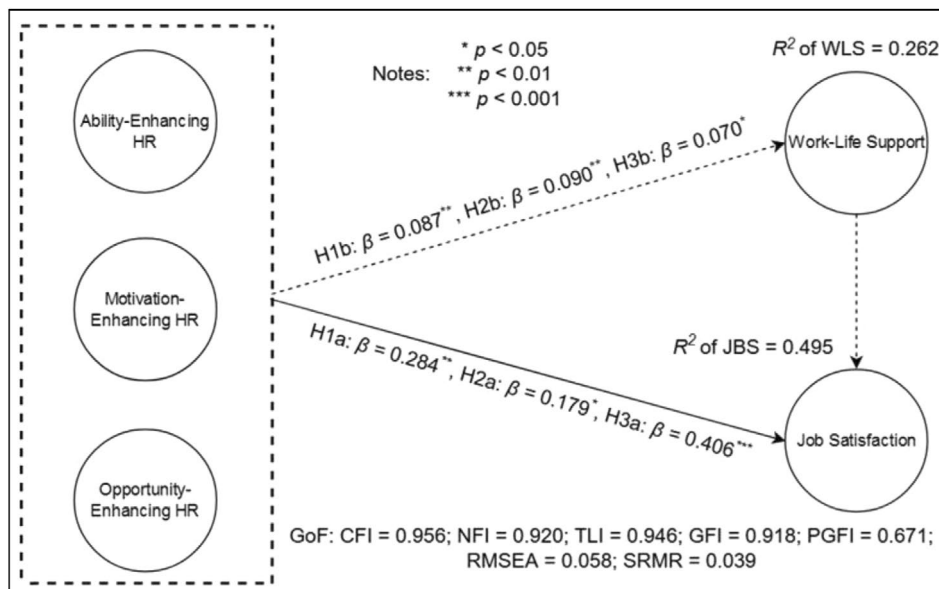 Ability-Enhancing
HR
Motivation-
Enhancing HR
Opportunity-
Enhancing HR
Notes:
* p < 0.05
** p < 0.01
*** p < 0.001
R² of WLS = 0.262
Work-Life Support
H1b: β = 0.087**, H2b: β = 0.090**, H3b: β = 0.070*
H1a: β = 0.284**, H2a: β = 0.179*, H3a: β = 0.406***
R² of JBS = 0.495
Job Satisfaction
GoF: CFI = 0.956; NFI = 0.920; TLI = 0.946; GFI = 0.918; PGFI = 0.671;
RMSEA = 0.058; SRMR = 0.039